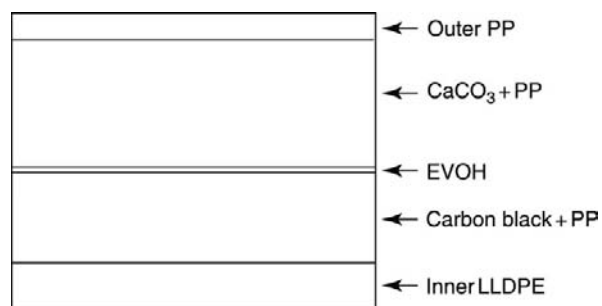 Outer PP
CaCO₃ + PP
EVOH
Carbon black + PP
Inner LLDPE